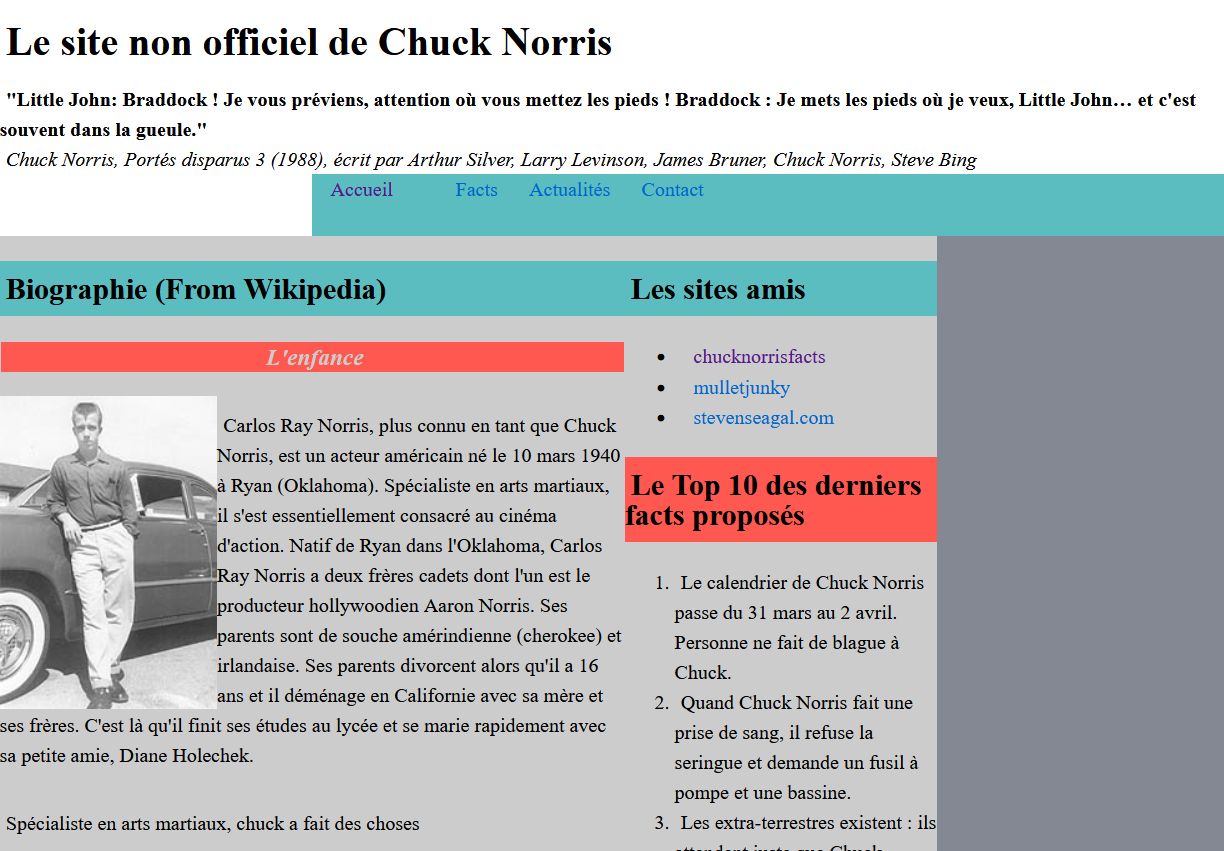 Le site non officiel de Chuck Norris
"Little John: Braddock ! Je vous préviens, attention où vous mettez les pieds ! Braddock : Je mets les pieds où je veux, Little John… et c'est
souvent dans la gueule."
Chuck Norris, Portés disparus 3 (1988), écrit par Arthur Silver, Larry Levinson, James Bruner, Chuck Norris, Steve Bing
Accueil Facts Actualités Contact
Biographie (From Wikipedia)
L'enfance
Carlos Ray Norris, plus connu en tant que Chuck
Norris, est un acteur américain né le 10 mars 1940
à Ryan (Oklahoma). Spécialiste en arts martiaux,
il s'est essentiellement consacré au cinéma
d'action. Natif de Ryan dans l'Oklahoma, Carlos
Ray Norris a deux frères cadets dont l'un est le
producteur hollywoodien Aaron Norris. Ses
parents sont de souche amérindienne (cherokee) et
irlandaise. Ses parents divorcent alors qu'il a 16
ans et il déménage en Californie avec sa mère et
ses frères. C'est là qu'il finit ses études au lycée et se marie rapidement avec
sa petite amie, Diane Holechek.
Spécialiste en arts martiaux, chuck a fait des choses
Les sites amis
• chucknorrisfacts
• mulletjunky
• stevenseagal.com
Le Top 10 des derniers
facts proposés
1. Le calendrier de Chuck Norris
passe du 31 mars au 2 avril.
Personne ne fait de blague à
Chuck.
2. Quand Chuck Norris fait une
prise de sang, il refuse la
seringue et demande un fusil à
pompe et une bassine.
3. Les extra-terrestres existent : ils
attendent juste que Chuck